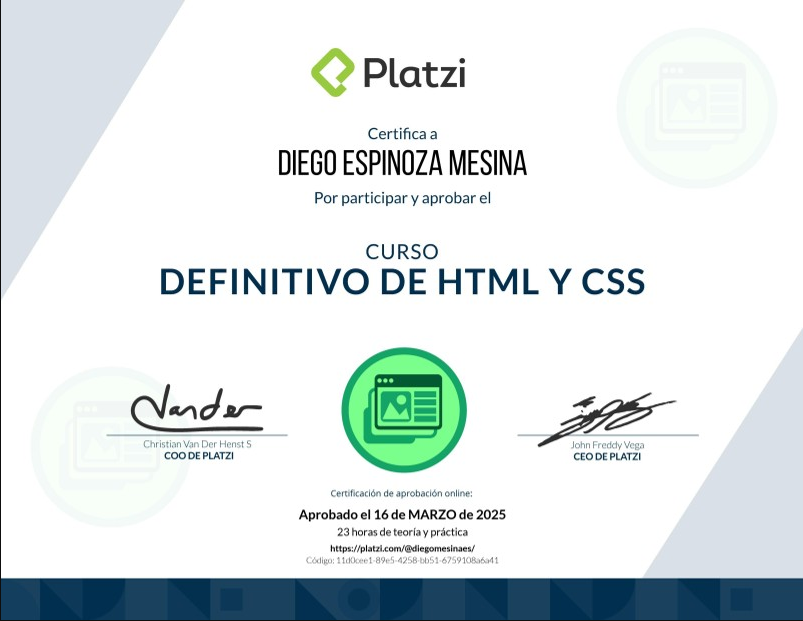 Platzi
Certifica a
DIEGO ESPINOZA MESINA
Por participar y aprobar el
CURSO
DEFINITIVO DE HTML Y CSS
Vander
Christian Van Der Henst S
COO DE PLATZI
John Freddy Vega
CEO DE PLATZI
Certificación de aprobación online:
Aprobado el 16 de MARZO de 2025
23 horas de teoría y práctica
https://platzi.com/@diegomesinaes/
Código: 11d0cee1-89e5-4258-bb51-6759108a6a41